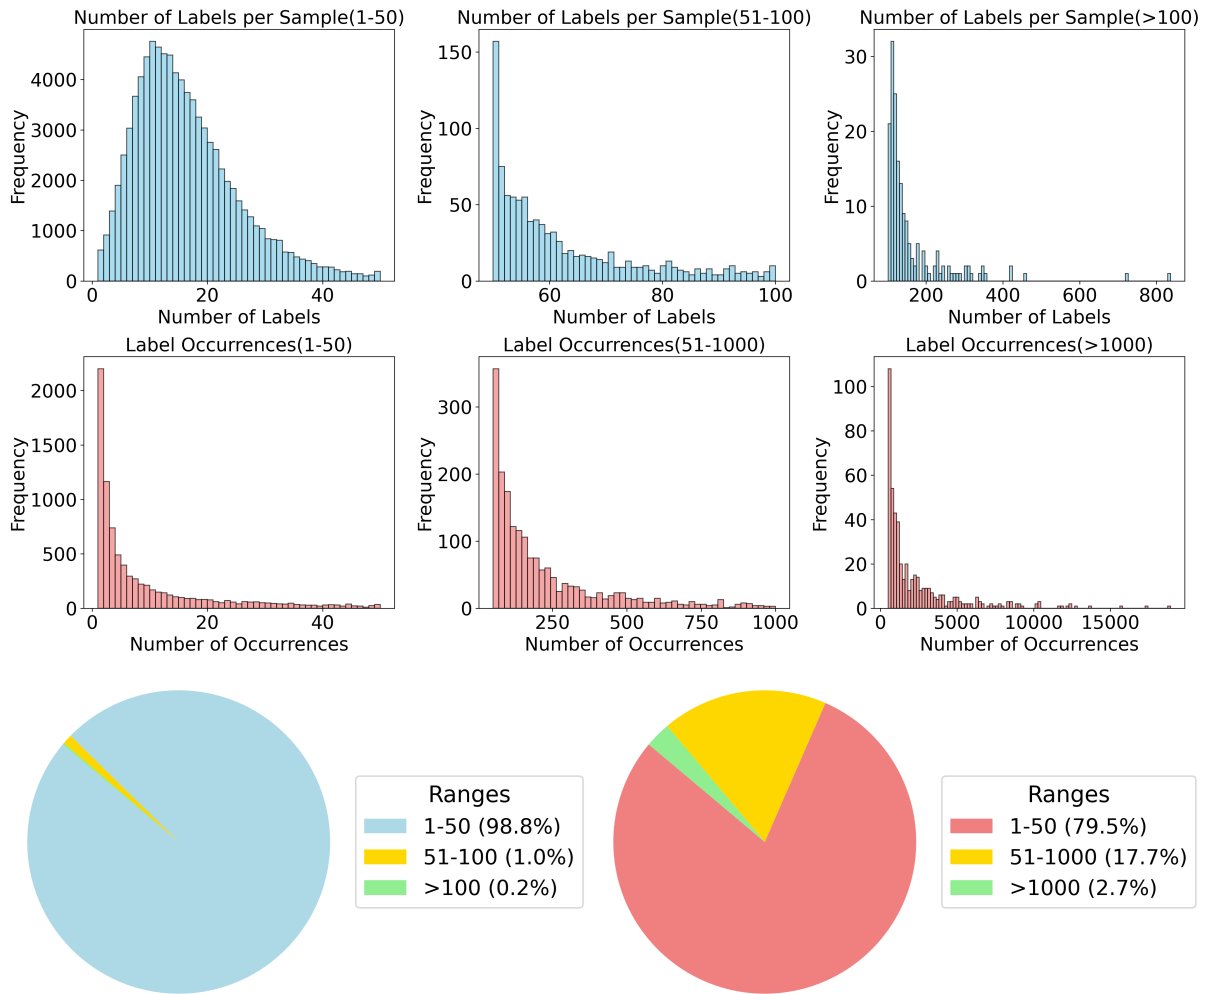 Number of Labels per Sample(1-50)
Number of Labels per Sample(51-100)
Number of Labels per Sample(>100)
Frequency
4000
3000
2000
1000
0
0 20 40
Number of Labels
Frequency
150
100
50
0
60 80 100
Number of Labels
Frequency
30
20
10
0
200 400 600 800
Number of Labels
Label Occurrences(1-50)
Label Occurrences(51-1000)
Label Occurrences(>1000)
Frequency
2000
1500
1000
500
0
0 20 40
Number of Occurrences
Frequency
300
200
100
0
250 500 750 1000
Number of Occurrences
Frequency
100
80
60
40
20
0
0 5000 10000 15000
Number of Occurrences
Ranges
1-50 (98.8%)
51-100 (1.0%)
>100 (0.2%)
Ranges
1-50 (79.5%)
51-1000 (17.7%)
>1000 (2.7%)